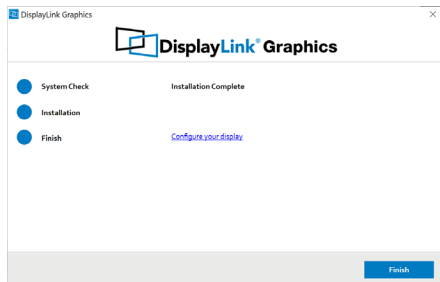 DisplayLink Graphics
DisplayLink® Graphics
System Check
Installation Complete
Installation
Finish
Configure your display
Finish